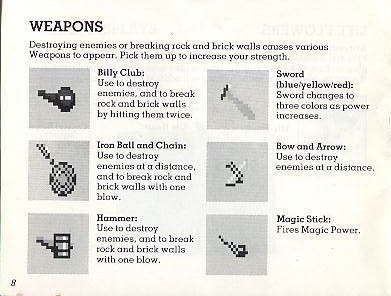 WEAPONS
Destroying enemies or breaking rock and brick walls causes various
Weapons to appear. Pick them up to increase your strength.
Billy Club:
Use to destroy
enemies, and to break
rock and brick walls
by hitting them twice.
Sword
(blue/yellow/red):
Sword changes to
three colors as power
increases.
Iron Ball and Chain:
Use to destroy
enemies at a distance,
and to break rock and
brick walls with one
blow.
Bow and Arrow:
Use to destroy
enemies at a distance.
Hammer:
Use to destroy
enemies, and to break
rock and brick walls
with one blow.
Magic Stick:
Fires Magic Power.
8